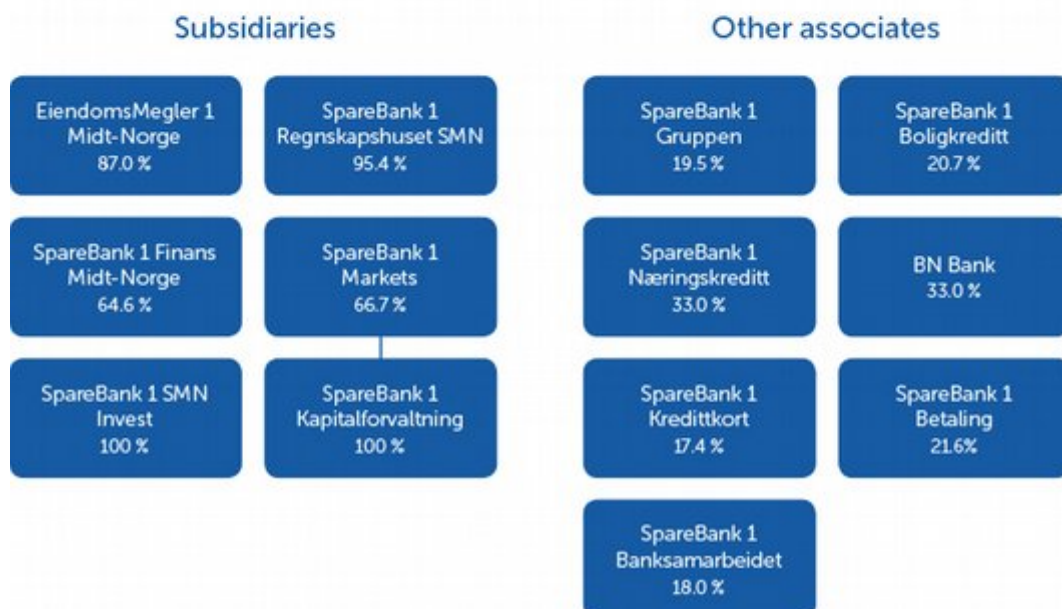 Subsidiaries
EiendomsMegler 1
Midt-Norge
87.0 %
SpareBank 1
Regnskapshuset SMN
95.4 %
SpareBank 1 Finans
Midt-Norge
64.6 %
SpareBank 1
Markets
66.7 %
SpareBank 1 SMN
Invest
100 %
SpareBank 1
Kapitalforvaltning
100 %
Other associates
SpareBank 1
Gruppen
19.5 %
SpareBank 1
Boligkreditt
20.7 %
SpareBank 1
Næringskreditt
33.0 %
BN Bank
33.0 %
SpareBank 1
Kredittkort
17.4 %
SpareBank 1
Betaling
21.6%
SpareBank 1
Banksamarbeidet
18.0 %